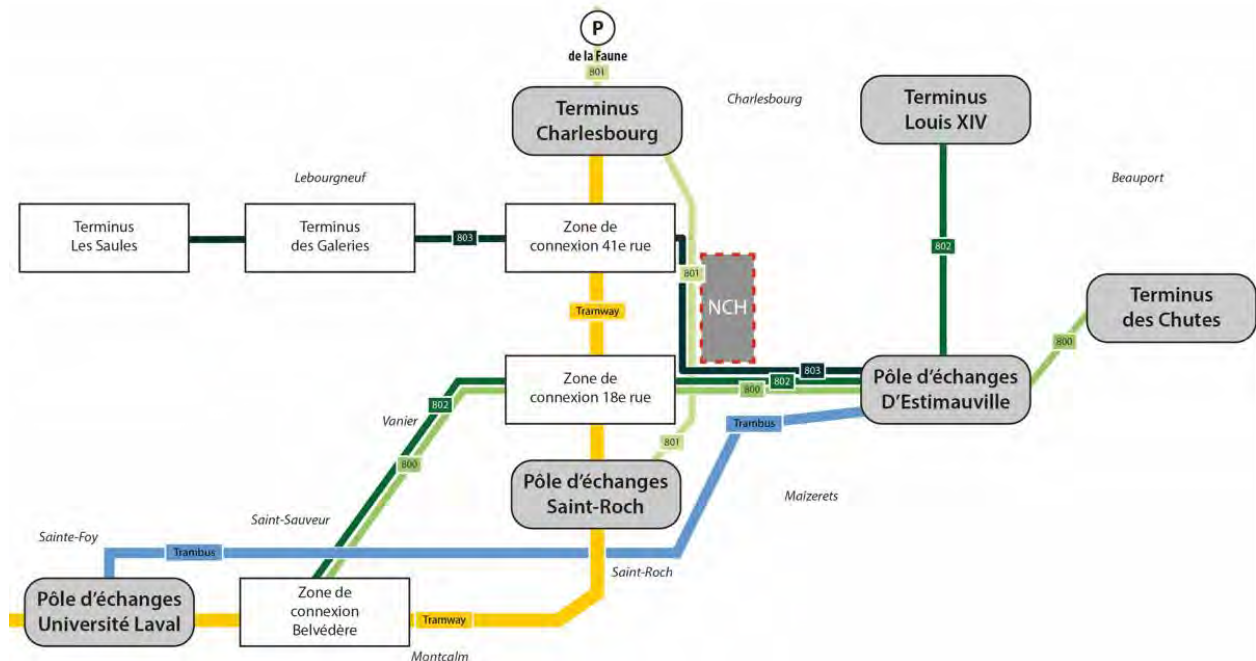 P
de la Faune
801
Terminus
Charlesbourg
Charlesbourg
Terminus
Louis XIV
Lebourgneuf
Beauport
Terminus
Les Saules
Terminus
des Galeries
803
Zone de
connexion 41e rue
802
801
NCH
Terminus
des Chutes
Tramway
800
803
802
800
Zone de
connexion 18e rue
Pôle d'échanges
D'Estimauville
802
Vanier
Trambus
801
800
Pôle d'échanges
Saint-Roch
Maizerets
Saint-Sauveur
Sainte-Foy
Trambus
Saint-Roch
Pôle d'échanges
Université Laval
Zone de
connexion
Belvédère
Tramway
Montcalm